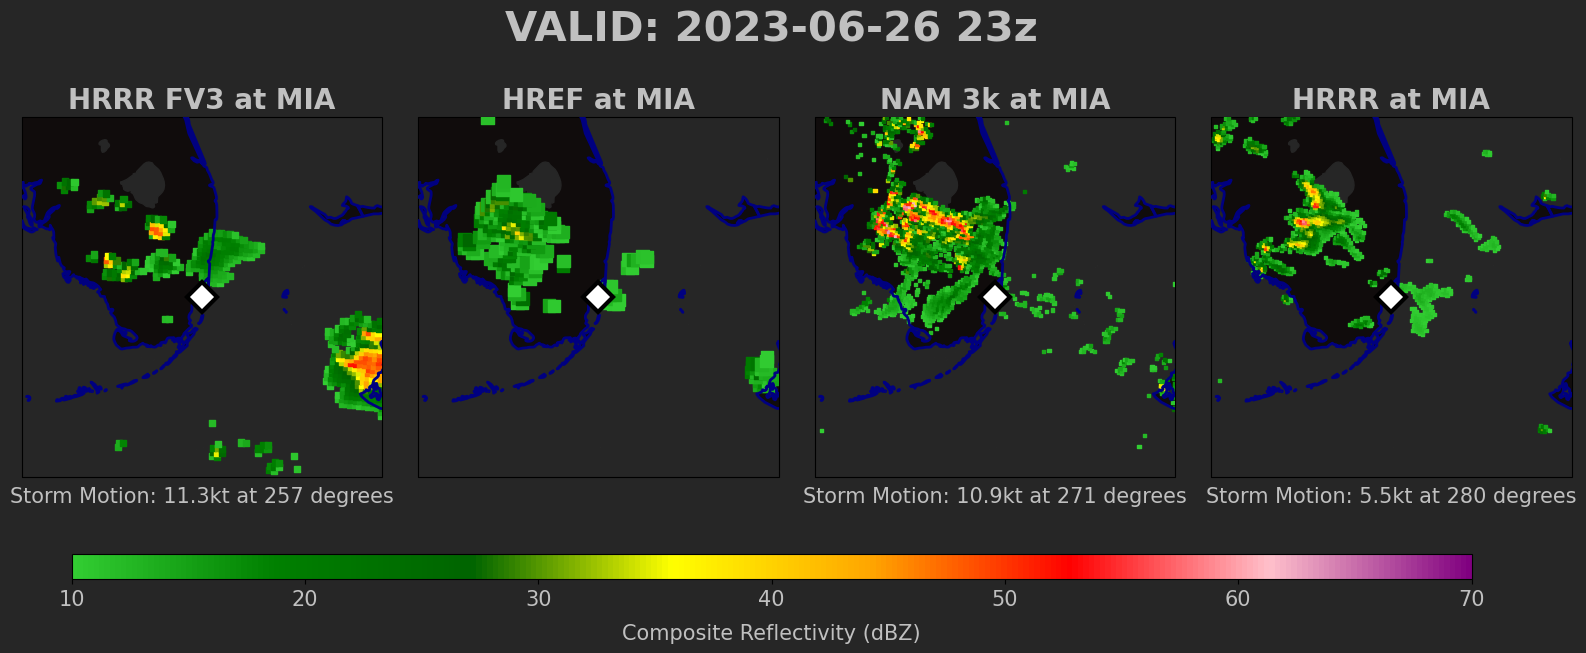 VALID: 2023-06-26 23z
HRRR FV3 at MIA
HREF at MIA
NAM 3k at MIA
HRRR at MIA
Storm Motion: 11.3kt at 257 degrees
Storm Motion: 10.9kt at 271 degrees
Storm Motion: 5.5kt at 280 degrees
10 20 30 40 50 60 70
Composite Reflectivity (dBZ)